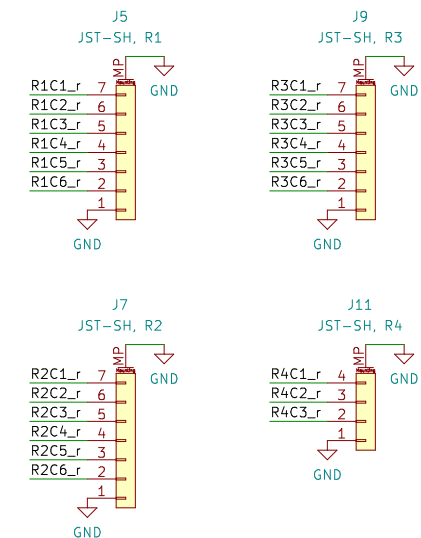 J5
JST-SH, R1
MP
GND
R1C1_r 7
R1C2_r 6
R1C3_r 5
R1C4_r 4
R1C5_r 3
R1C6_r 2
1
GND
J9
JST-SH, R3
MP
GND
R3C1_r 7
R3C2_r 6
R3C3_r 5
R3C4_r 4
R3C5_r 3
R3C6_r 2
1
GND
J7
JST-SH, R2
MP
GND
R2C1_r 7
R2C2_r 6
R2C3_r 5
R2C4_r 4
R2C5_r 3
R2C6_r 2
1
GND
J11
JST-SH, R4
MP
GND
R4C1_r 4
R4C2_r 3
R4C3_r 2
1
GND